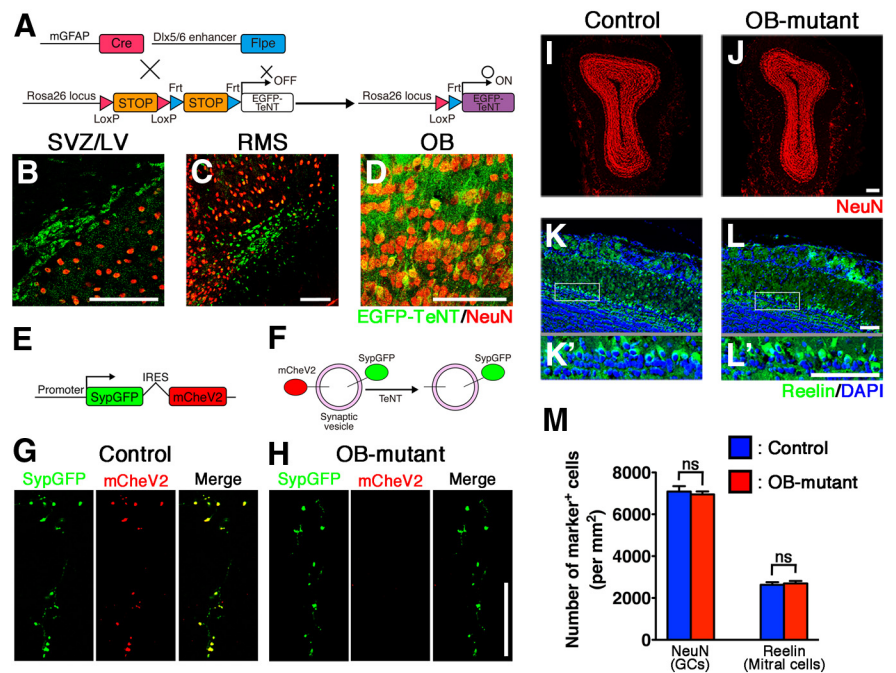 A
mGFAP
Cre
Dlx5/6 enhancer
Flpe
Rosa26 locus
LoxP
STOP
LoxP
Frt
STOP
Frt
OFF
EGFP-
TeNT
Rosa26 locus
LoxP
Frt
ON
EGFP-
TeNT
SVZ/LV
RMS
OB
B
C
D
EGFP-TeNT/NeuN
E
Promoter
SypGFP
IRES
mCheV2
F
mCheV2
SypGFP
Synaptic
vesicle
TeNT
SypGFP
G
Control
SypGFP
mCheV2
Merge
H
OB-mutant
SypGFP
mCheV2
Merge
Control
OB-mutant
I
J
NeuN
K
L
K'
L'
Reelin/DAPI
M
: Control
: OB-mutant
Number of marker⁺ cells
(per mm²)
8000
6000
4000
2000
0
ns
ns
NeuN
(GCs)
Reelin
(Mitral cells)